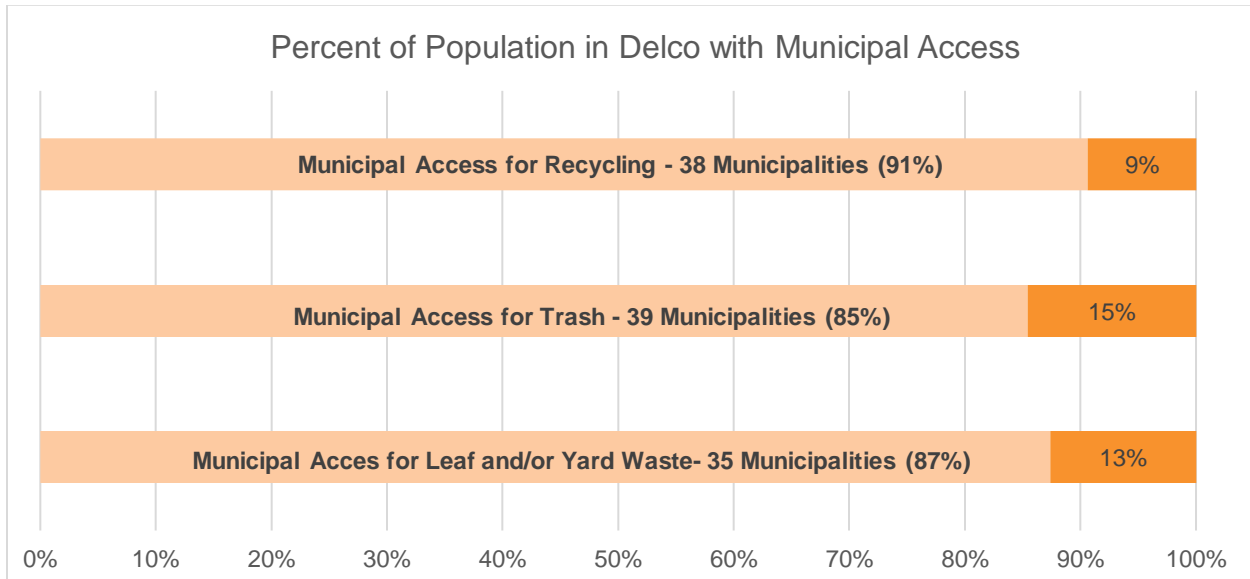 Percent of Population in Delco with Municipal Access
Municipal Access for Recycling - 38 Municipalities (91%)
9%
Municipal Access for Trash - 39 Municipalities (85%)
15%
Municipal Acces for Leaf and/or Yard Waste- 35 Municipalities (87%)
13%
0% 10% 20% 30% 40% 50% 60% 70% 80% 90% 100%